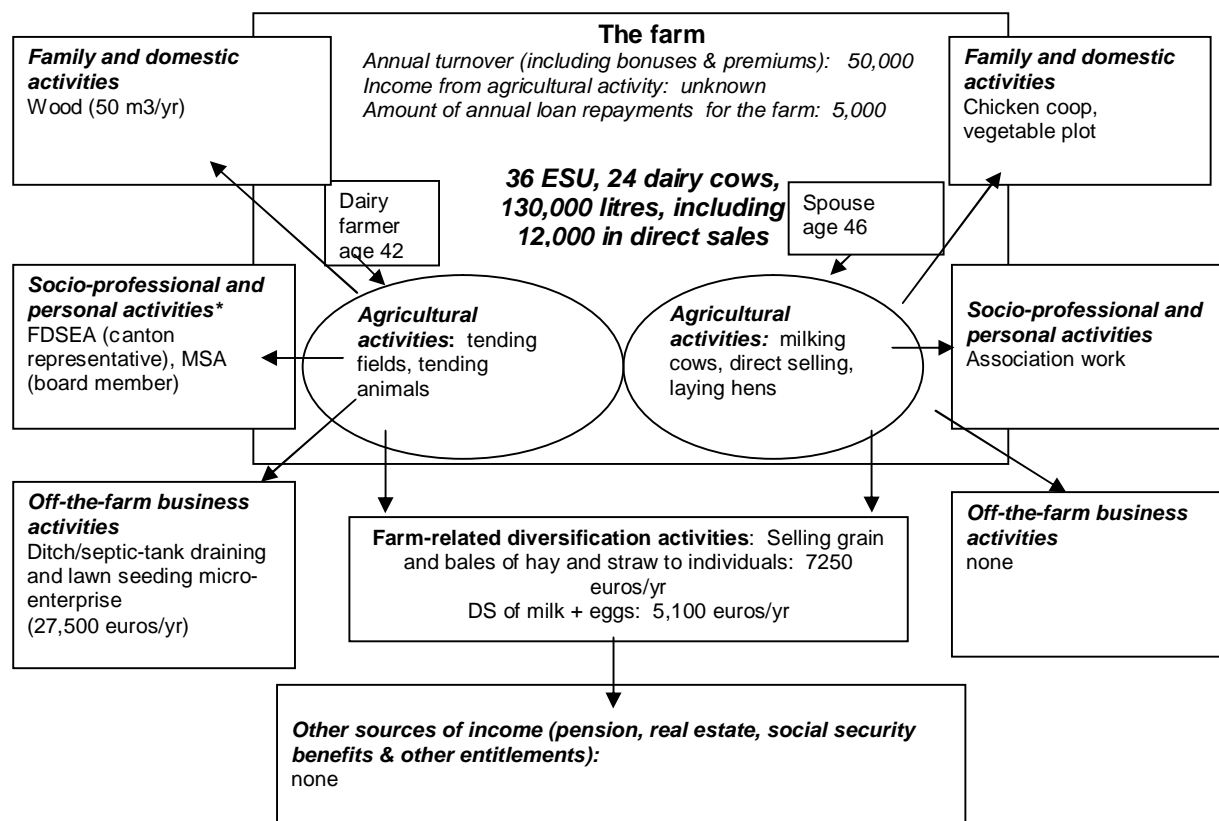 The farm
Annual turnover (including bonuses & premiums): 50,000
Income from agricultural activity: unknown
Amount of annual loan repayments for the farm: 5,000
Family and domestic
activities
Wood (50 m3/yr)
Family and domestic
activities
Chicken coop,
vegetable plot
36 ESU, 24 dairy cows,
130,000 litres, including
12,000 in direct sales
Dairy
farmer
age 42
Spouse
age 46
Socio-professional and
personal activities*
FDSEA (canton
representative), MSA
(board member)
Agricultural
activities: tending
fields, tending
animals
Agricultural
activities: milking
cows, direct selling,
laying hens
Socio-professional and
personal activities
Association work
Off-the-farm business
activities
Ditch/septic-tank draining
and lawn seeding micro-
enterprise
(27,500 euros/yr)
Farm-related diversification activities: Selling grain
and bales of hay and straw to individuals: 7250
euros/yr
DS of milk + eggs: 5,100 euros/yr
Off-the-farm business
activities
none
Other sources of income (pension, real estate, social security
benefits & other entitlements):
none